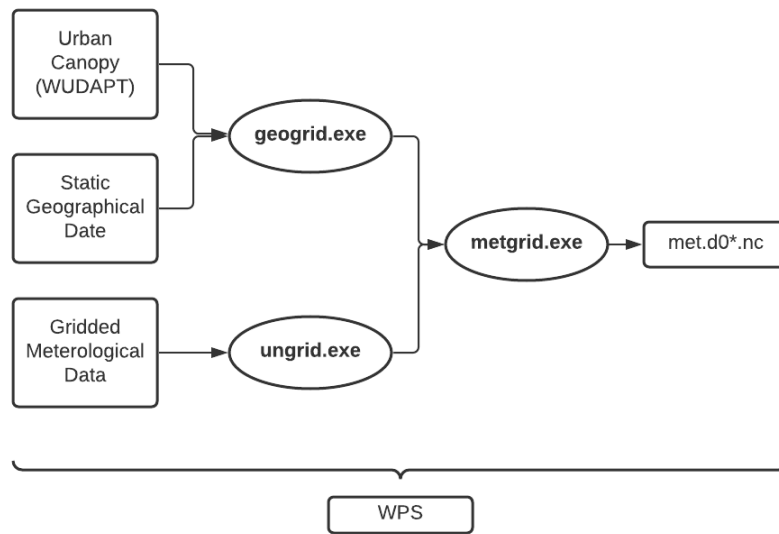 Urban
Canopy
(WUDAPT)
geogrid.exe
Static
Geographical
Date
metgrid.exe
met.d0*.nc
Gridded
Meterological
Data
ungrid.exe
WPS